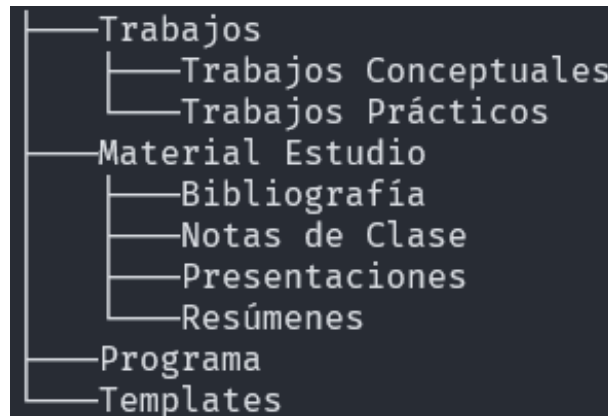 Trabajos
Trabajos Conceptuales
Trabajos Prácticos
Material Estudio
Bibliografía
Notas de Clase
Presentaciones
Resúmenes
Programa
Templates